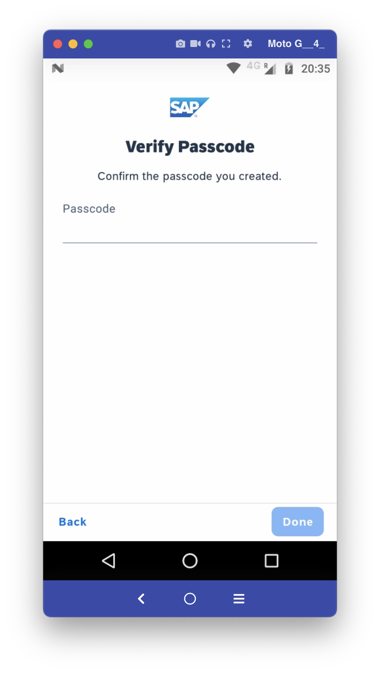 Moto G__4_
4G R 20:35
SAP
Verify Passcode
Confirm the passcode you created.
Passcode
Back Done